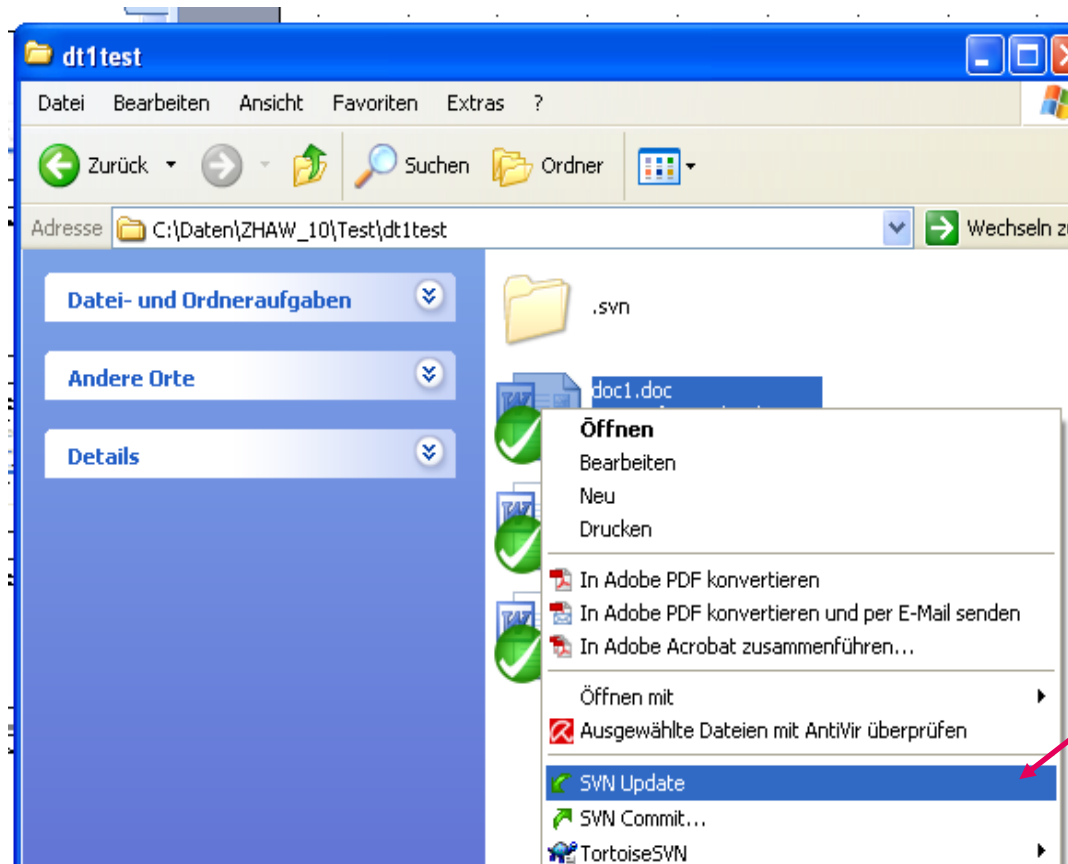 dt1test
Datei Bearbeiten Ansicht Favoriten Extras ?
Zurück Suchen Ordner
Adresse C:\Daten\ZHAW_10\Test\dt1test Wechseln zu
Datei- und Ordneraufgaben
.svn
Andere Orte
doc1.doc
Details
Öffnen
Bearbeiten
Neu
Drucken
In Adobe PDF konvertieren
In Adobe PDF konvertieren und per E-Mail senden
In Adobe Acrobat zusammenführen...
Öffnen mit
Ausgewählte Dateien mit AntiVir überprüfen
SVN Update
SVN Commit...
TortoiseSVN